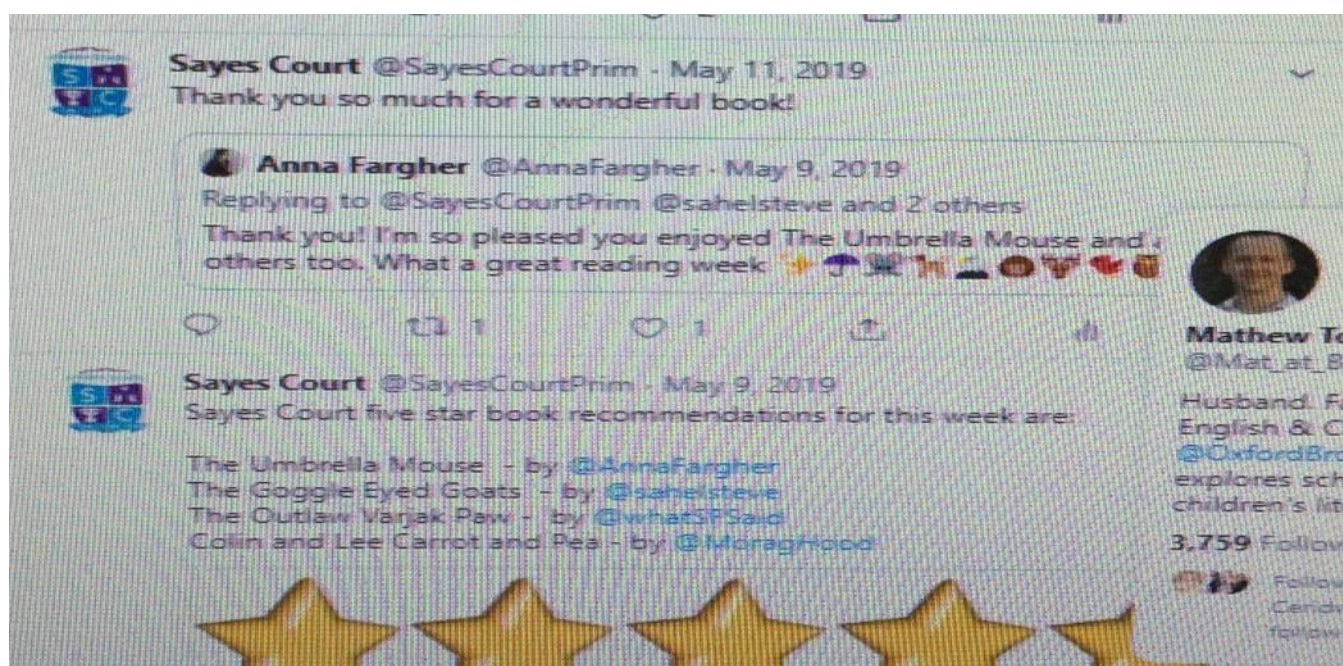 Sayes Court @SayesCourtPrim · May 11, 2019
Thank you so much for a wonderful book!
Anna Fargher @AnnaFargher · May 9, 2019
Replying to @SayesCourtPrim @sahelsteve and 2 others
Thank you! I'm so pleased you enjoyed The Umbrella Mouse and
others too. What a great reading week
1 1
Sayes Court @SayesCourtPrim · May 9, 2019
Sayes Court five star book recommendations for this week are:
The Umbrella Mouse - by @AnnaFargher
The Goggle Eyed Goats - by @sahelsteve
The Outlaw Varjak Paw - by @whatSFSaid
Colin and Lee Carrot and Pea - by @MoragHood
S C
S C
Mathew
@Mat_at_B
Husband.
English &
@OxfordBro
explores
children's
3,759